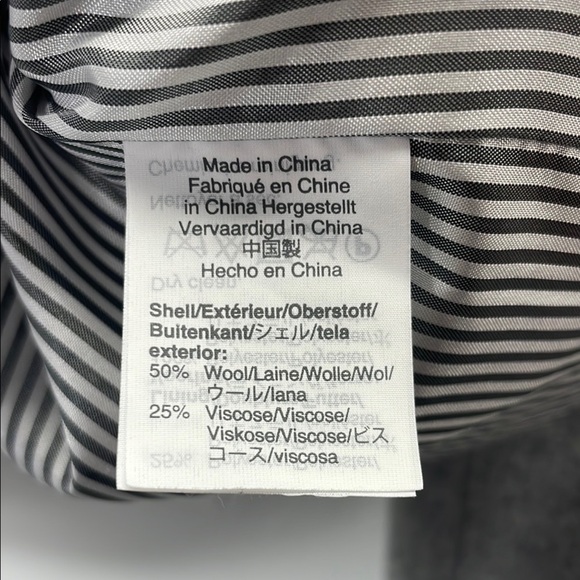 Made in China
Fabriqué en Chine
in China Hergestellt
Vervaardigd in China
中国製
Hecho en China
Shell/Extérieur/Oberstoff/
Buitenkant/シェル/tela
exterior:
50% Wool/Laine/Wolle/Wol/
ウール/lana
25% Viscose/Viscose/
Viskose/Viscose/ビス
コース/viscosa